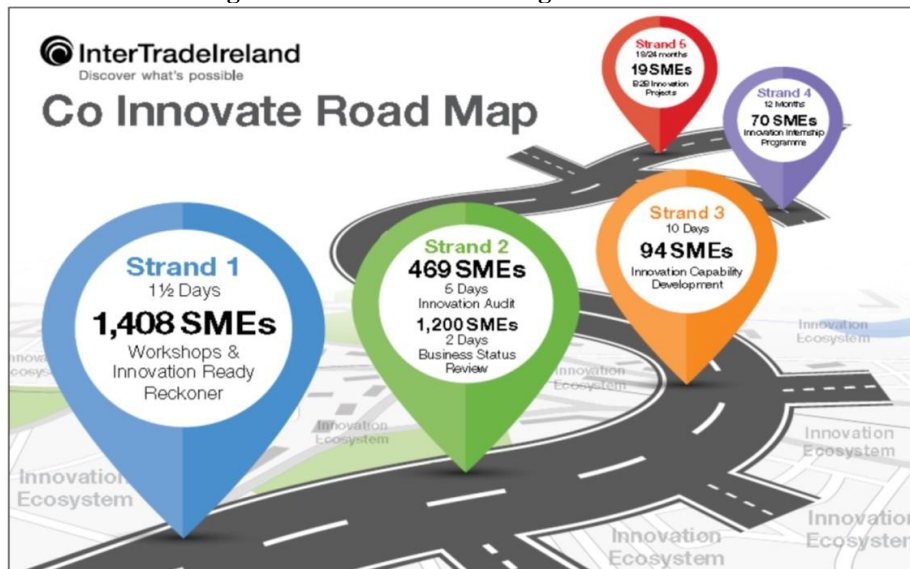 InterTradeIreland
Discover what's possible
Co Innovate Road Map
Strand 1
1½ Days
1,408 SMEs
Workshops &
Innovation Ready
Reckoner
Strand 2
469 SMEs
5 Days
Innovation Audit
1,200 SMEs
2 Days
Business Status
Review
Strand 3
10 Days
94 SMEs
Innovation Capability
Development
Strand 4
12 Months
70 SMEs
Innovation Internship
Programme
Strand 5
18/24 months
19 SMEs
B2B Innovation
Projects
Innovation
Ecosystem
Innovation
Ecosystem
Innovation
Ecosystem
Innovation
Ecosystem
Innovation
Ecosystem
Innovation
Ecosystem
Innovation
Ecosystem